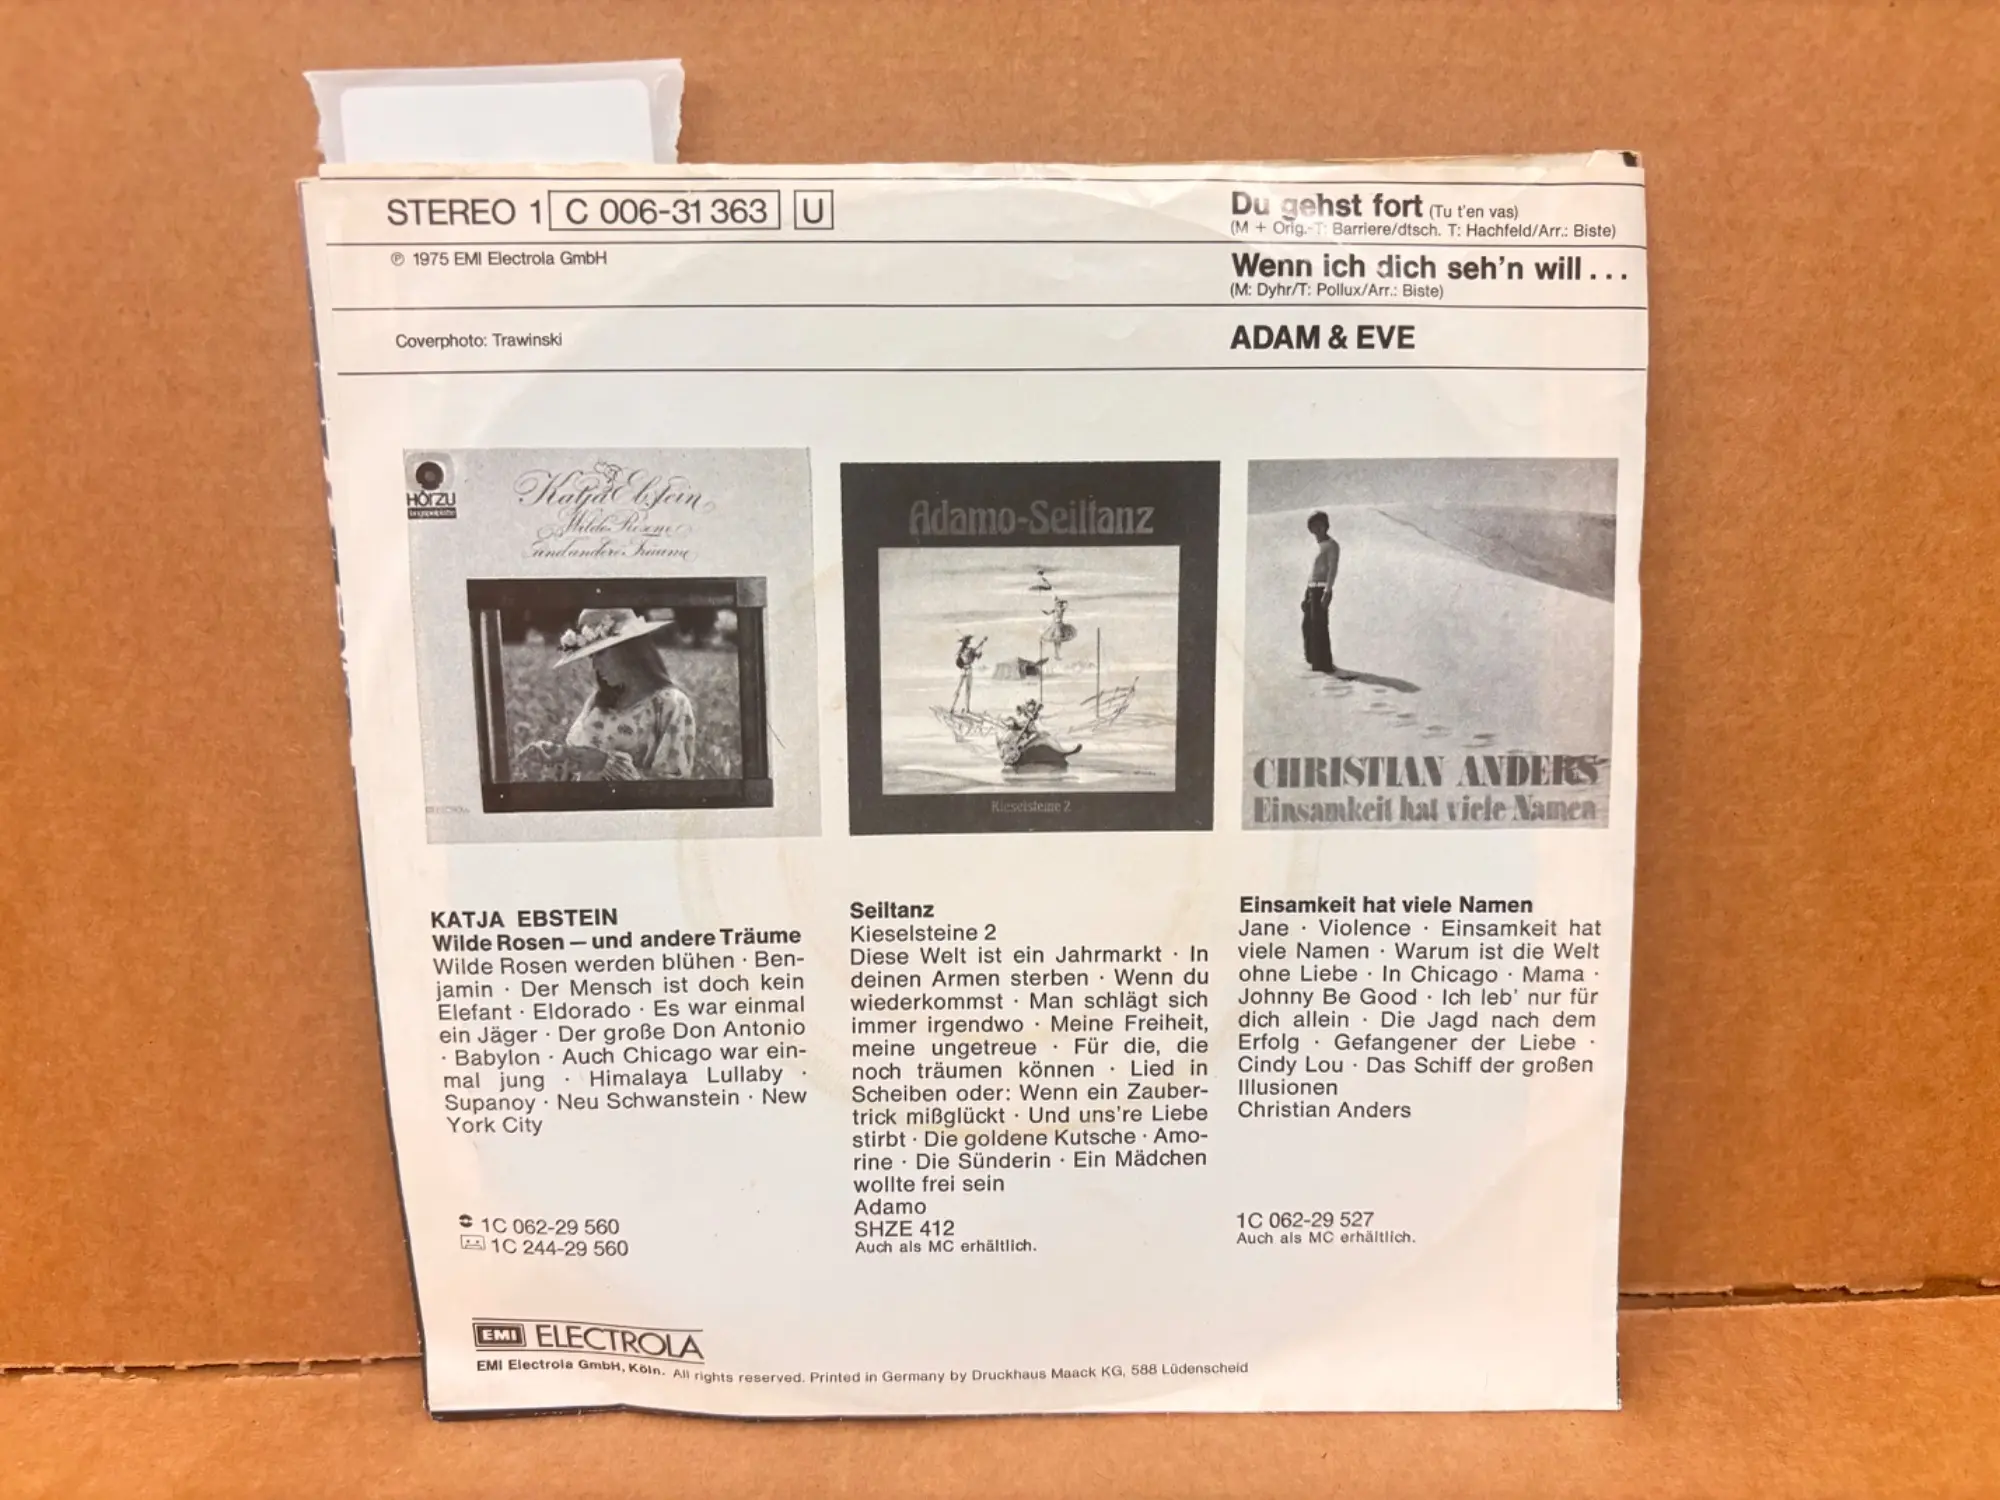 STEREO 1 C 006-31 363 U
℗ 1975 EMI Electrola GmbH
Coverphoto: Trawinski
Du gehst fort (Tu t'en vas)
(M + Orig.-T: Barriere/dtsch. T: Hachfeld/Arr.: Biste)
Wenn ich dich seh'n will...
(M: Dyhr/T: Pollux/Arr.: Biste)
ADAM & EVE
HÖRZU
Katja Ebstein
Wilde Rosen
und andere Träume
Adamo-Seiltanz
Kieselsteine 2
CHRISTIAN ANDERS
Einsamkeit hat viele Namen
KATJA EBSTEIN
Wilde Rosen – und andere Träume
Wilde Rosen werden blühen · Ben-
jamin · Der Mensch ist doch kein
Elefant · Eldorado · Es war einmal
ein Jäger · Der große Don Antonio
· Babylon · Auch Chicago war ein-
mal jung · Himalaya Lullaby ·
Supanoy · Neu Schwanstein · New
York City
1C 062-29 560
1C 244-29 560
Seiltanz
Kieselsteine 2
Diese Welt ist ein Jahrmarkt · In
deinen Armen sterben · Wenn du
wiederkommst · Man schlägt sich
immer irgendwo · Meine Freiheit,
meine ungetreue · Für die, die
noch träumen können · Lied in
Scheiben oder: Wenn ein Zauber-
trick mißglückt · Und uns're Liebe
stirbt · Die goldene Kutsche · Amo-
rine · Die Sünderin · Ein Mädchen
wollte frei sein
Adamo
SHZE 412
Auch als MC erhältlich.
Einsamkeit hat viele Namen
Jane · Violence · Einsamkeit hat
viele Namen · Warum ist die Welt
ohne Liebe · In Chicago · Mama ·
Johnny Be Good · Ich leb' nur für
dich allein · Die Jagd nach dem
Erfolg · Gefangener der Liebe ·
Cindy Lou · Das Schiff der großen
Illusionen
Christian Anders
1C 062-29 527
Auch als MC erhältlich.
EMI ELECTROLA
EMI Electrola GmbH, Köln. All rights reserved. Printed in Germany by Druckhaus Maack KG, 588 Lüdenscheid